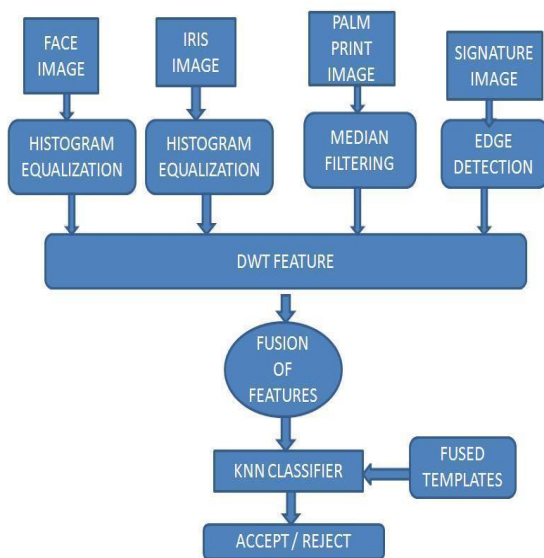 FACE
IMAGE
IRIS
IMAGE
PALM
PRINT
IMAGE
SIGNATURE
IMAGE
HISTOGRAM
EQUALIZATION
HISTOGRAM
EQUALIZATION
MEDIAN
FILTERING
EDGE
DETECTION
DWT FEATURE
FUSION
OF
FEATURES
KNN CLASSIFIER
FUSED
TEMPLATES
ACCEPT / REJECT